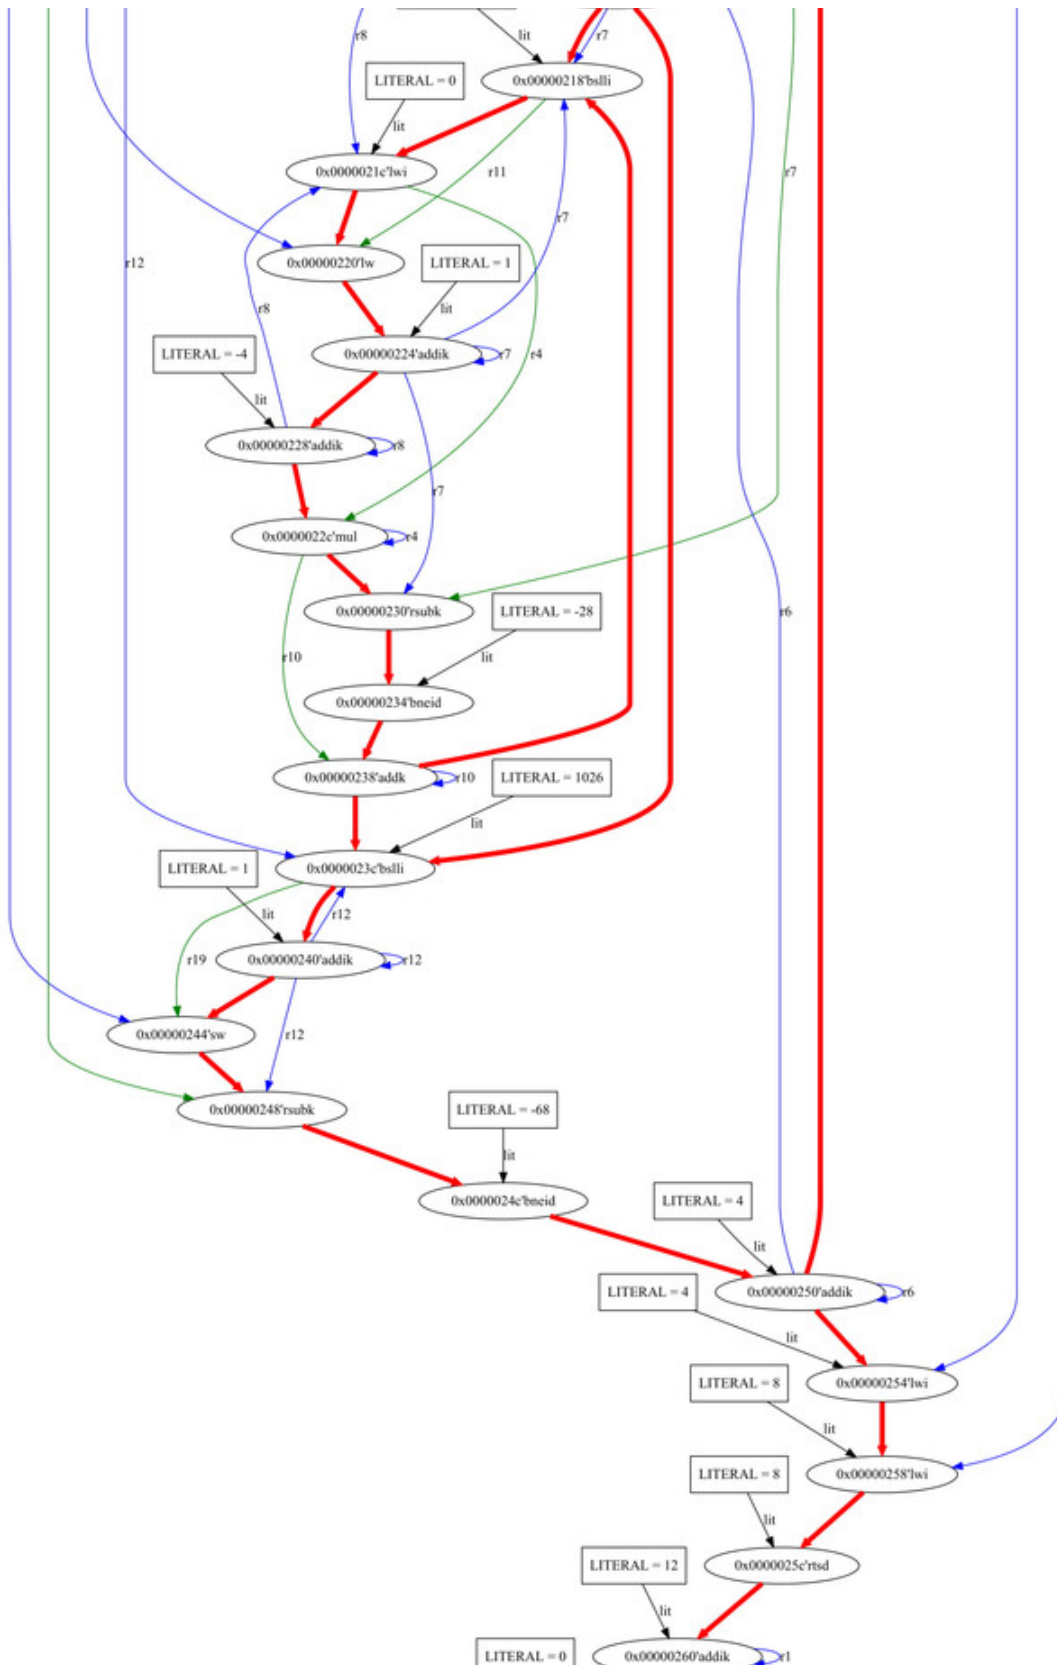 r8
lit
r7
0x00000218'bslli
LITERAL = 0
lit
0x0000021c'lwi
r11
r7
r7
r12
0x00000220'lw
LITERAL = 1
lit
r8
0x00000224'addik
r7
r4
LITERAL = -4
lit
0x00000228'addik
r8
r7
0x0000022c'mul
r4
0x00000230'rsubk
LITERAL = -28
r6
lit
r10
0x00000234'bneid
0x00000238'addk
r10
LITERAL = 1026
lit
LITERAL = 1
0x0000023c'bslli
lit
r12
r19
0x00000240'addik
r12
0x00000244'sw
r12
0x00000248'rsubk
LITERAL = -68
lit
0x0000024c'bneid
LITERAL = 4
lit
LITERAL = 4
0x00000250'addik
r6
lit
LITERAL = 8
0x00000254'lwi
lit
LITERAL = 8
0x00000258'lwi
lit
LITERAL = 12
0x0000025c'rtsd
lit
LITERAL = 0
0x00000260'addik
r1